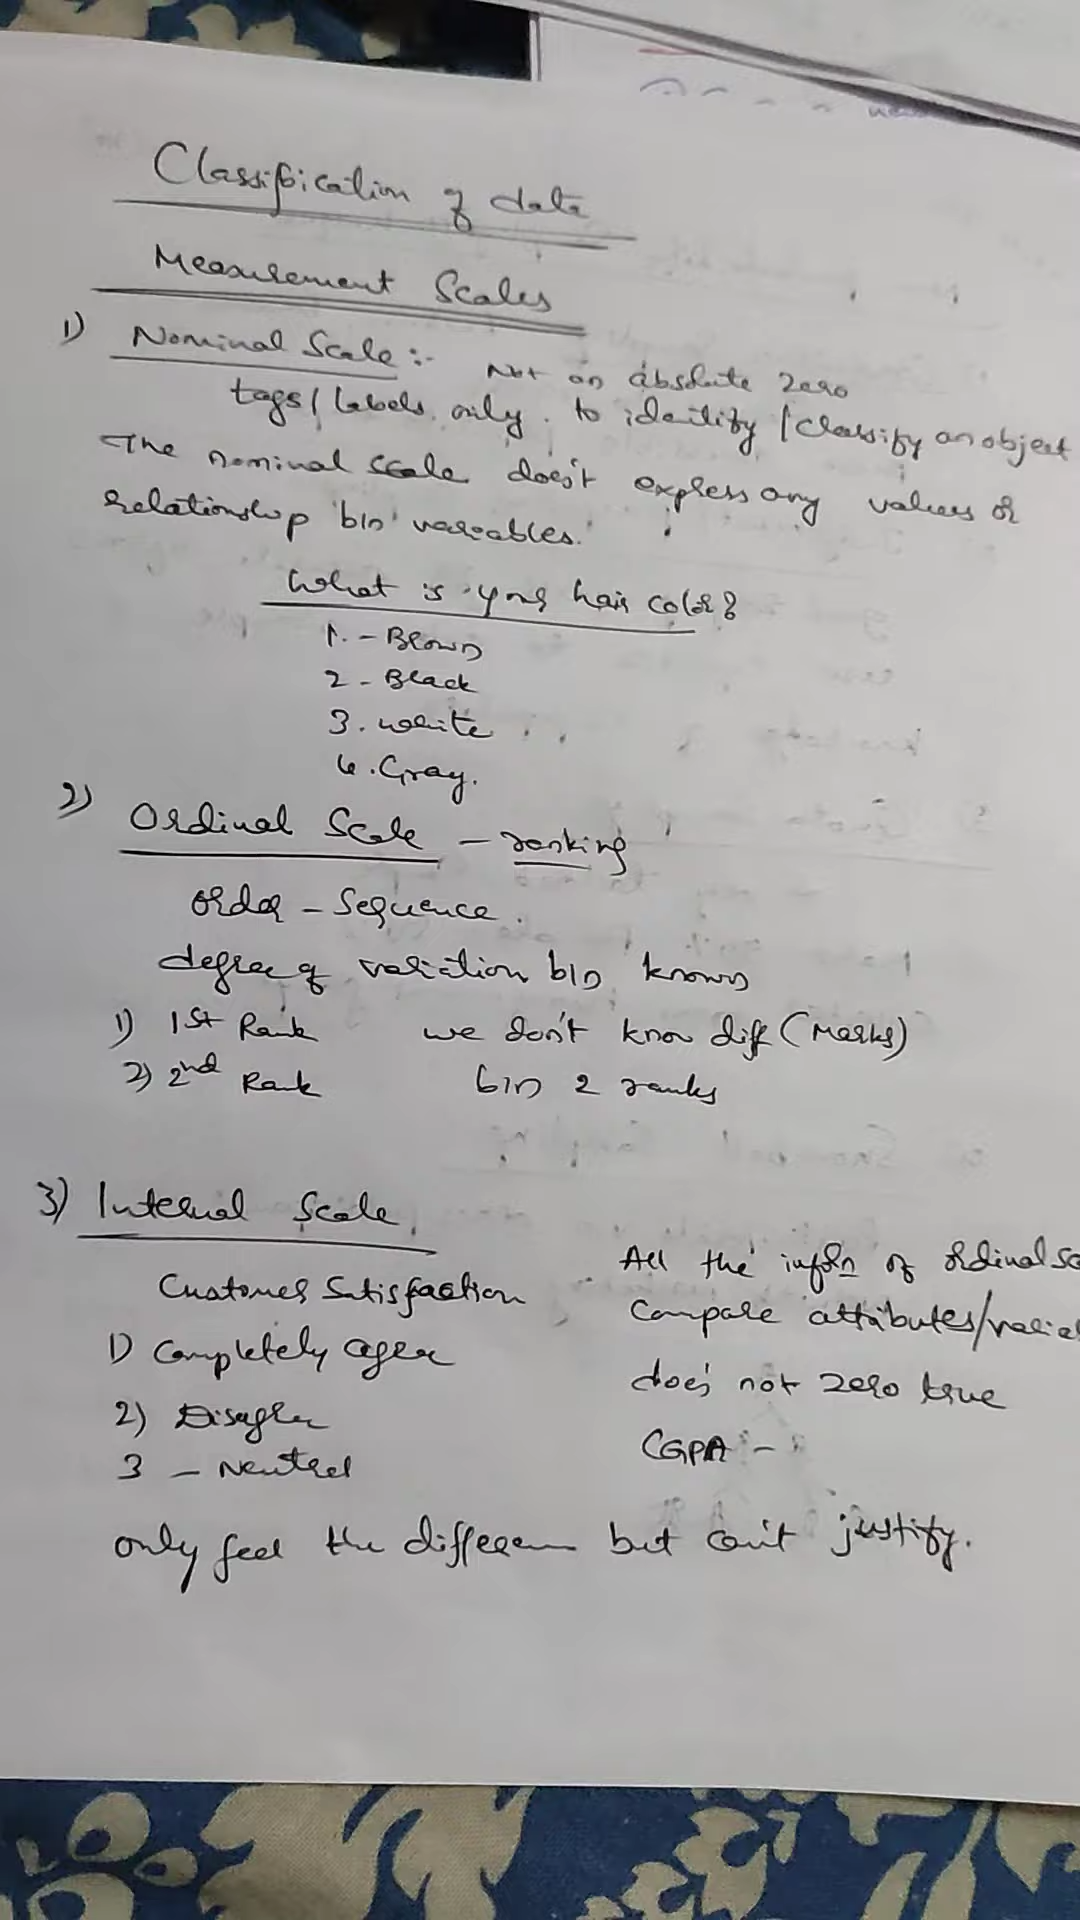 Classification of data
Measurement Scales
1) Nominal Scale :- Not an absolute zero
tags/labels only. to identify/classify an object
The nominal scale does't express any values or
relationship b/n variables.
What is your hair color?
1. - Brown
2 - Black
3. white
4. Gray.
2) Ordinal Scale - ranking
order - Sequence.
degree of variation b/n known
1) 1st Rank we don't know diff (Marks)
2) 2nd Rank b/n 2 ranks
3) Interval Scale
All the infon of ordinal sc
Customer Satisfaction
Compare attributes/variab
1) Completely agree
does not zero true
2) Disagree
CGPA -
3 - Neutral
only feel the difference but can't justify.